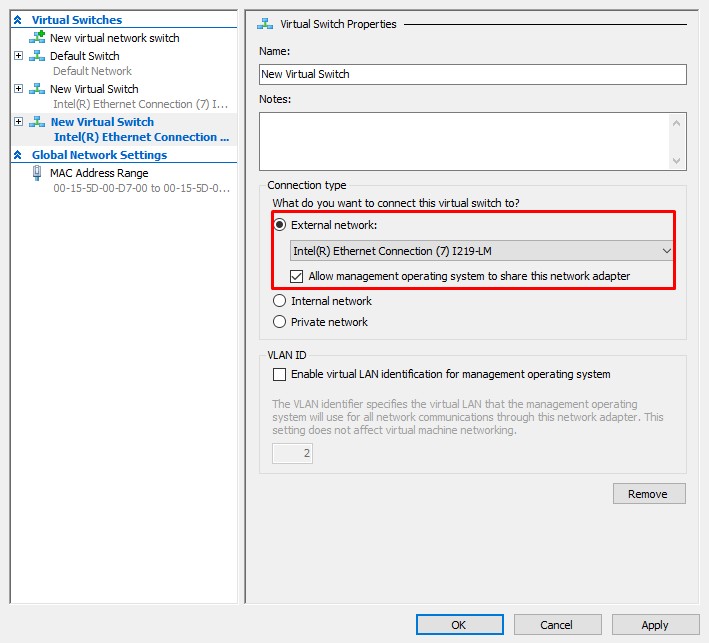 Virtual Switches
New virtual network switch
Default Switch
Default Network
New Virtual Switch
Intel(R) Ethernet Connection (7) I...
New Virtual Switch
Intel(R) Ethernet Connection ...
Global Network Settings
MAC Address Range
00-15-5D-00-D7-00 to 00-15-5D-0...
Virtual Switch Properties
Name:
New Virtual Switch
Notes:
Connection type
What do you want to connect this virtual switch to?
External network:
Intel(R) Ethernet Connection (7) I219-LM
Allow management operating system to share this network adapter
Internal network
Private network
VLAN ID
Enable virtual LAN identification for management operating system
The VLAN identifier specifies the virtual LAN that the management operating
system will use for all network communications through this network adapter. This
setting does not affect virtual machine networking.
2
Remove
OK
Cancel
Apply